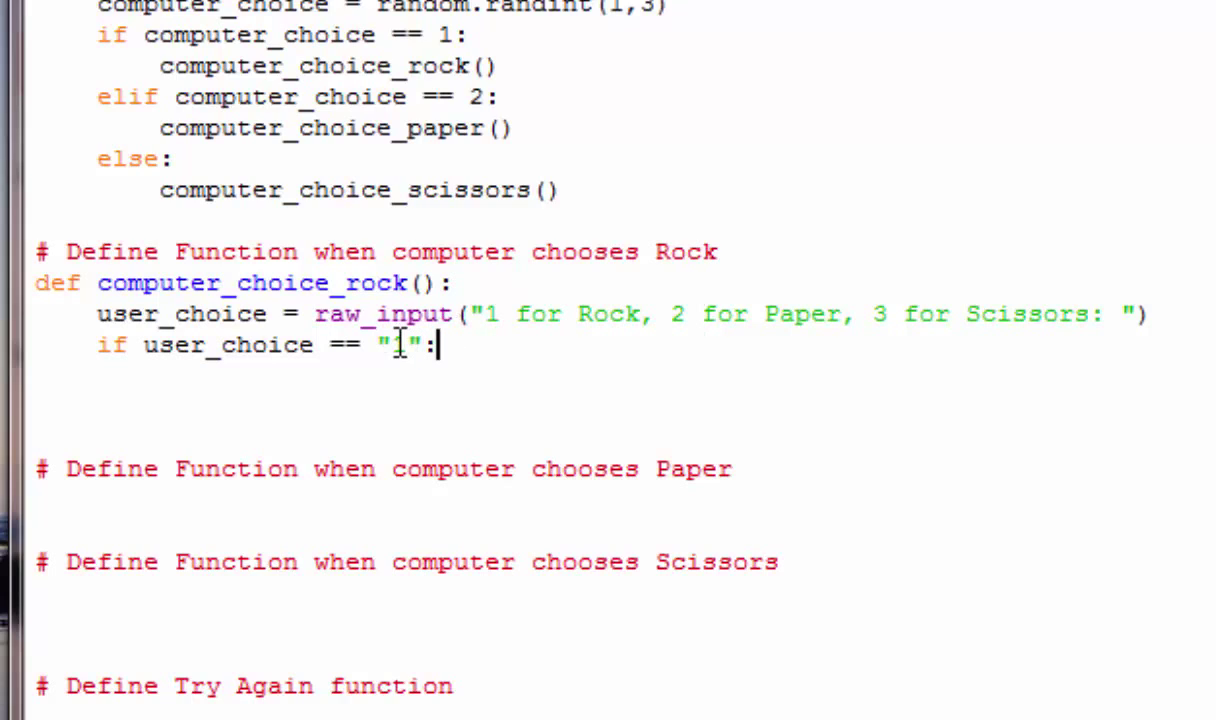 computer_choice = random.randint(1,3)
if computer_choice == 1:
computer_choice_rock()
elif computer_choice == 2:
computer_choice_paper()
else:
computer_choice_scissors()
# Define Function when computer chooses Rock
def computer_choice_rock():
user_choice = raw_input("1 for Rock, 2 for Paper, 3 for Scissors: ")
if user_choice == "1":
# Define Function when computer chooses Paper
# Define Function when computer chooses Scissors
# Define Try Again function